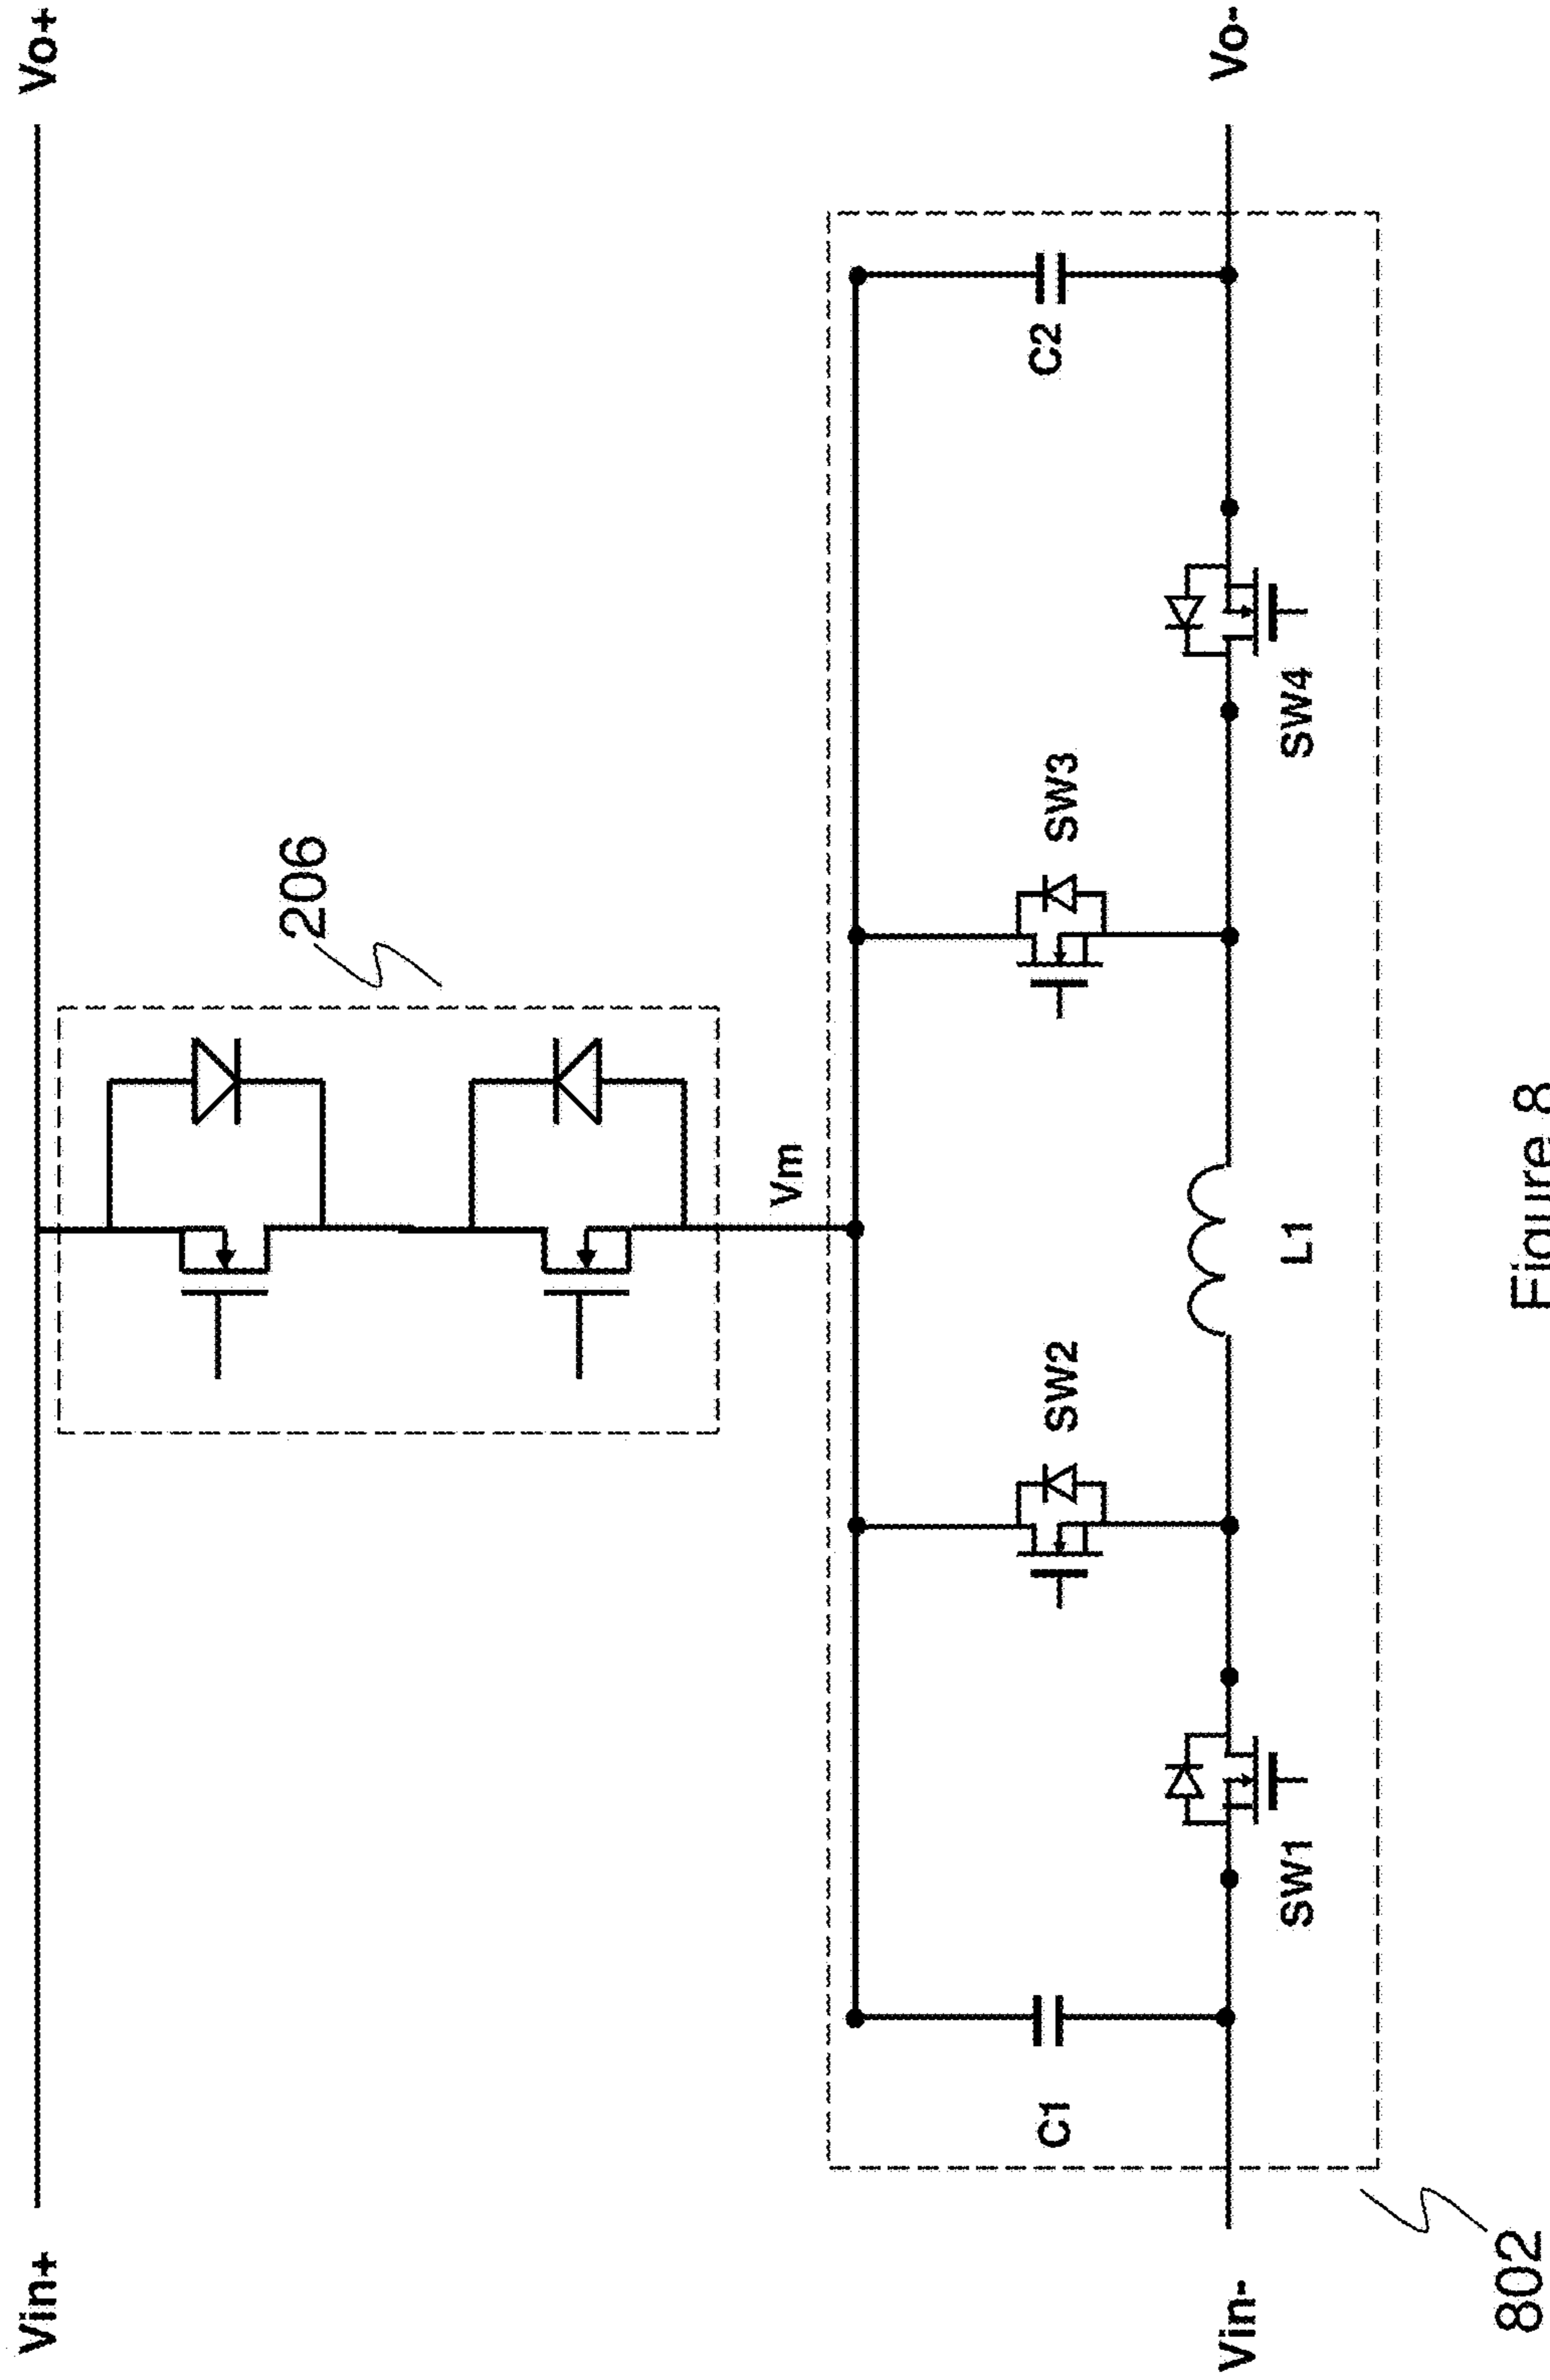 Vin+
Vo+
206
Vm
C1
SW2
SW3
C2
SW1
L1
SW4
Vin-
Vo-
802
Figure 8